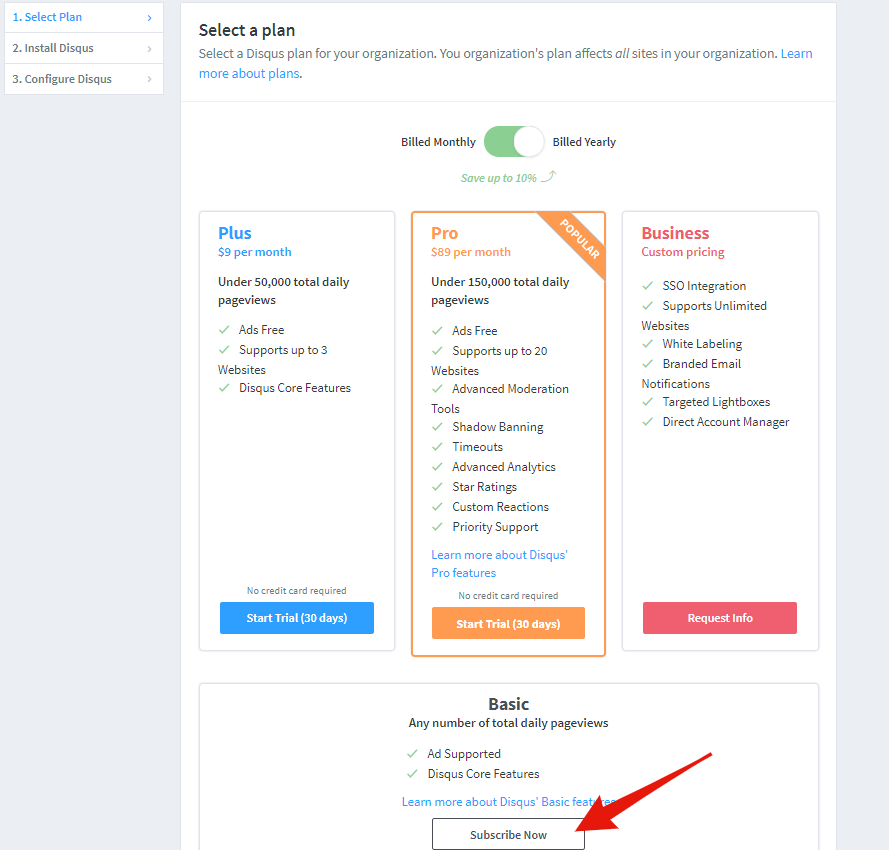 1. Select Plan
2. Install Disqus
3. Configure Disqus
Select a plan
Select a Disqus plan for your organization. You organization's plan affects all sites in your organization. Learn
more about plans.
Billed Monthly
Billed Yearly
Save up to 10%
Plus
$9 per month
Under 50,000 total daily
pageviews
Ads Free
Supports up to 3
Websites
Disqus Core Features
No credit card required
Start Trial (30 days)
Pro
$89 per month
POPULAR
Under 150,000 total daily
pageviews
Ads Free
Supports up to 20
Websites
Advanced Moderation
Tools
Shadow Banning
Timeouts
Advanced Analytics
Star Ratings
Custom Reactions
Priority Support
Learn more about Disqus'
Pro features
No credit card required
Start Trial (30 days)
Business
Custom pricing
SSO Integration
Supports Unlimited
Websites
White Labeling
Branded Email
Notifications
Targeted Lightboxes
Direct Account Manager
Request Info
Basic
Any number of total daily pageviews
Ad Supported
Disqus Core Features
Learn more about Disqus' Basic features
Subscribe Now